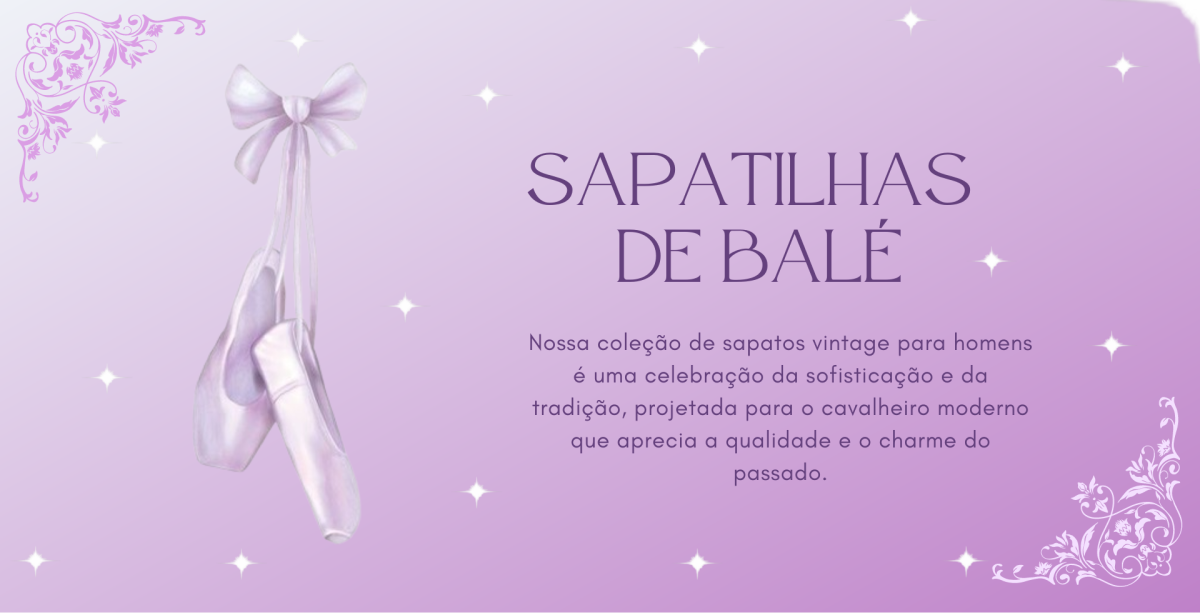 SAPATILHAS
DE BALÉ
Nossa coleção de sapatos vintage para homens
é uma celebração da sofisticação e da
tradição, projetada para o cavalheiro moderno
que aprecia a qualidade e o charme do
passado.